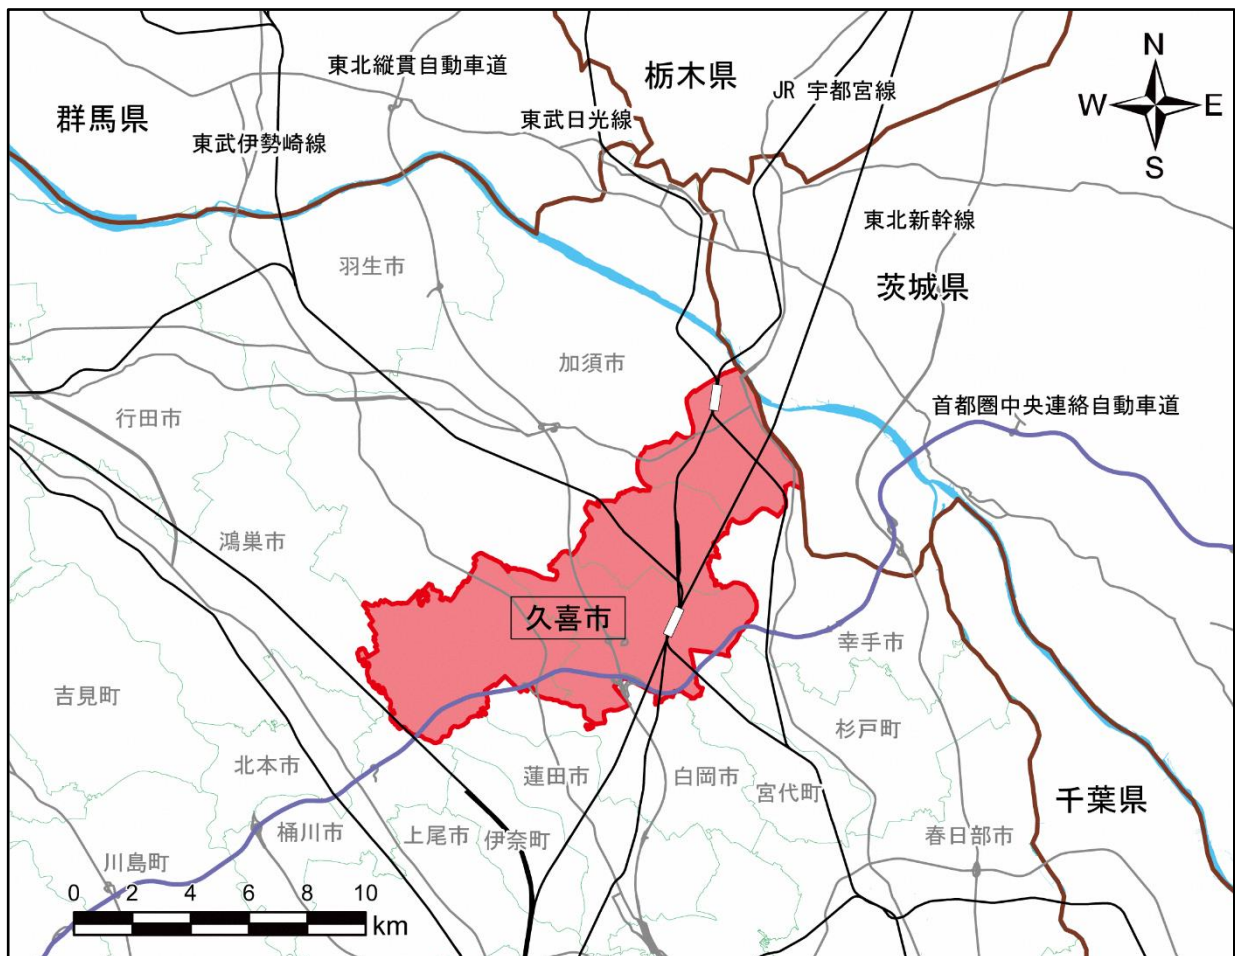 東北縦貫自動車道
栃木県
JR 宇都宮線
N
W
E
S
群馬県
東武伊勢崎線
東武日光線
東北新幹線
羽生市
茨城県
加須市
行田市
首都圏中央連絡自動車道
鴻巣市
久喜市
幸手市
吉見町
杉戸町
北本市
蓮田市
白岡市
宮代町
千葉県
桶川市
上尾市
伊奈町
春日部市
川島町
0 2 4 6 8 10
km